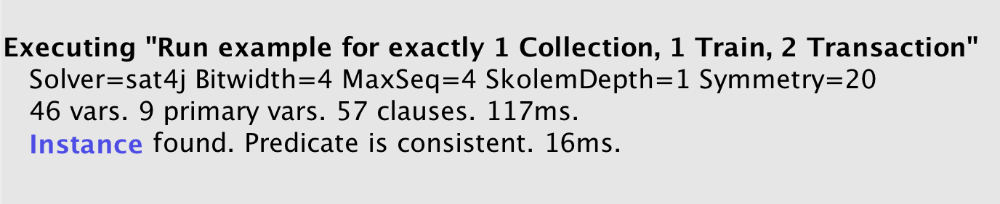 Executing "Run example for exactly 1 Collection, 1 Train, 2 Transaction"
Solver=sat4j Bitwidth=4 MaxSeq=4 SkolemDepth=1 Symmetry=20
46 vars. 9 primary vars. 57 clauses. 117ms.
Instance found. Predicate is consistent. 16ms.